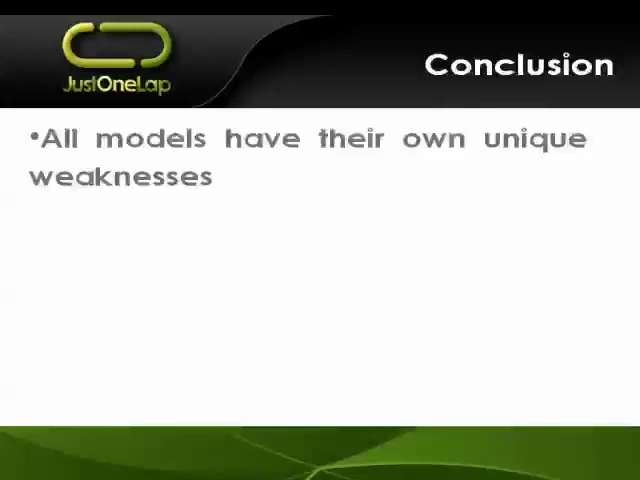 JustOneLap
Conclusion
•All models have their own unique
weaknesses